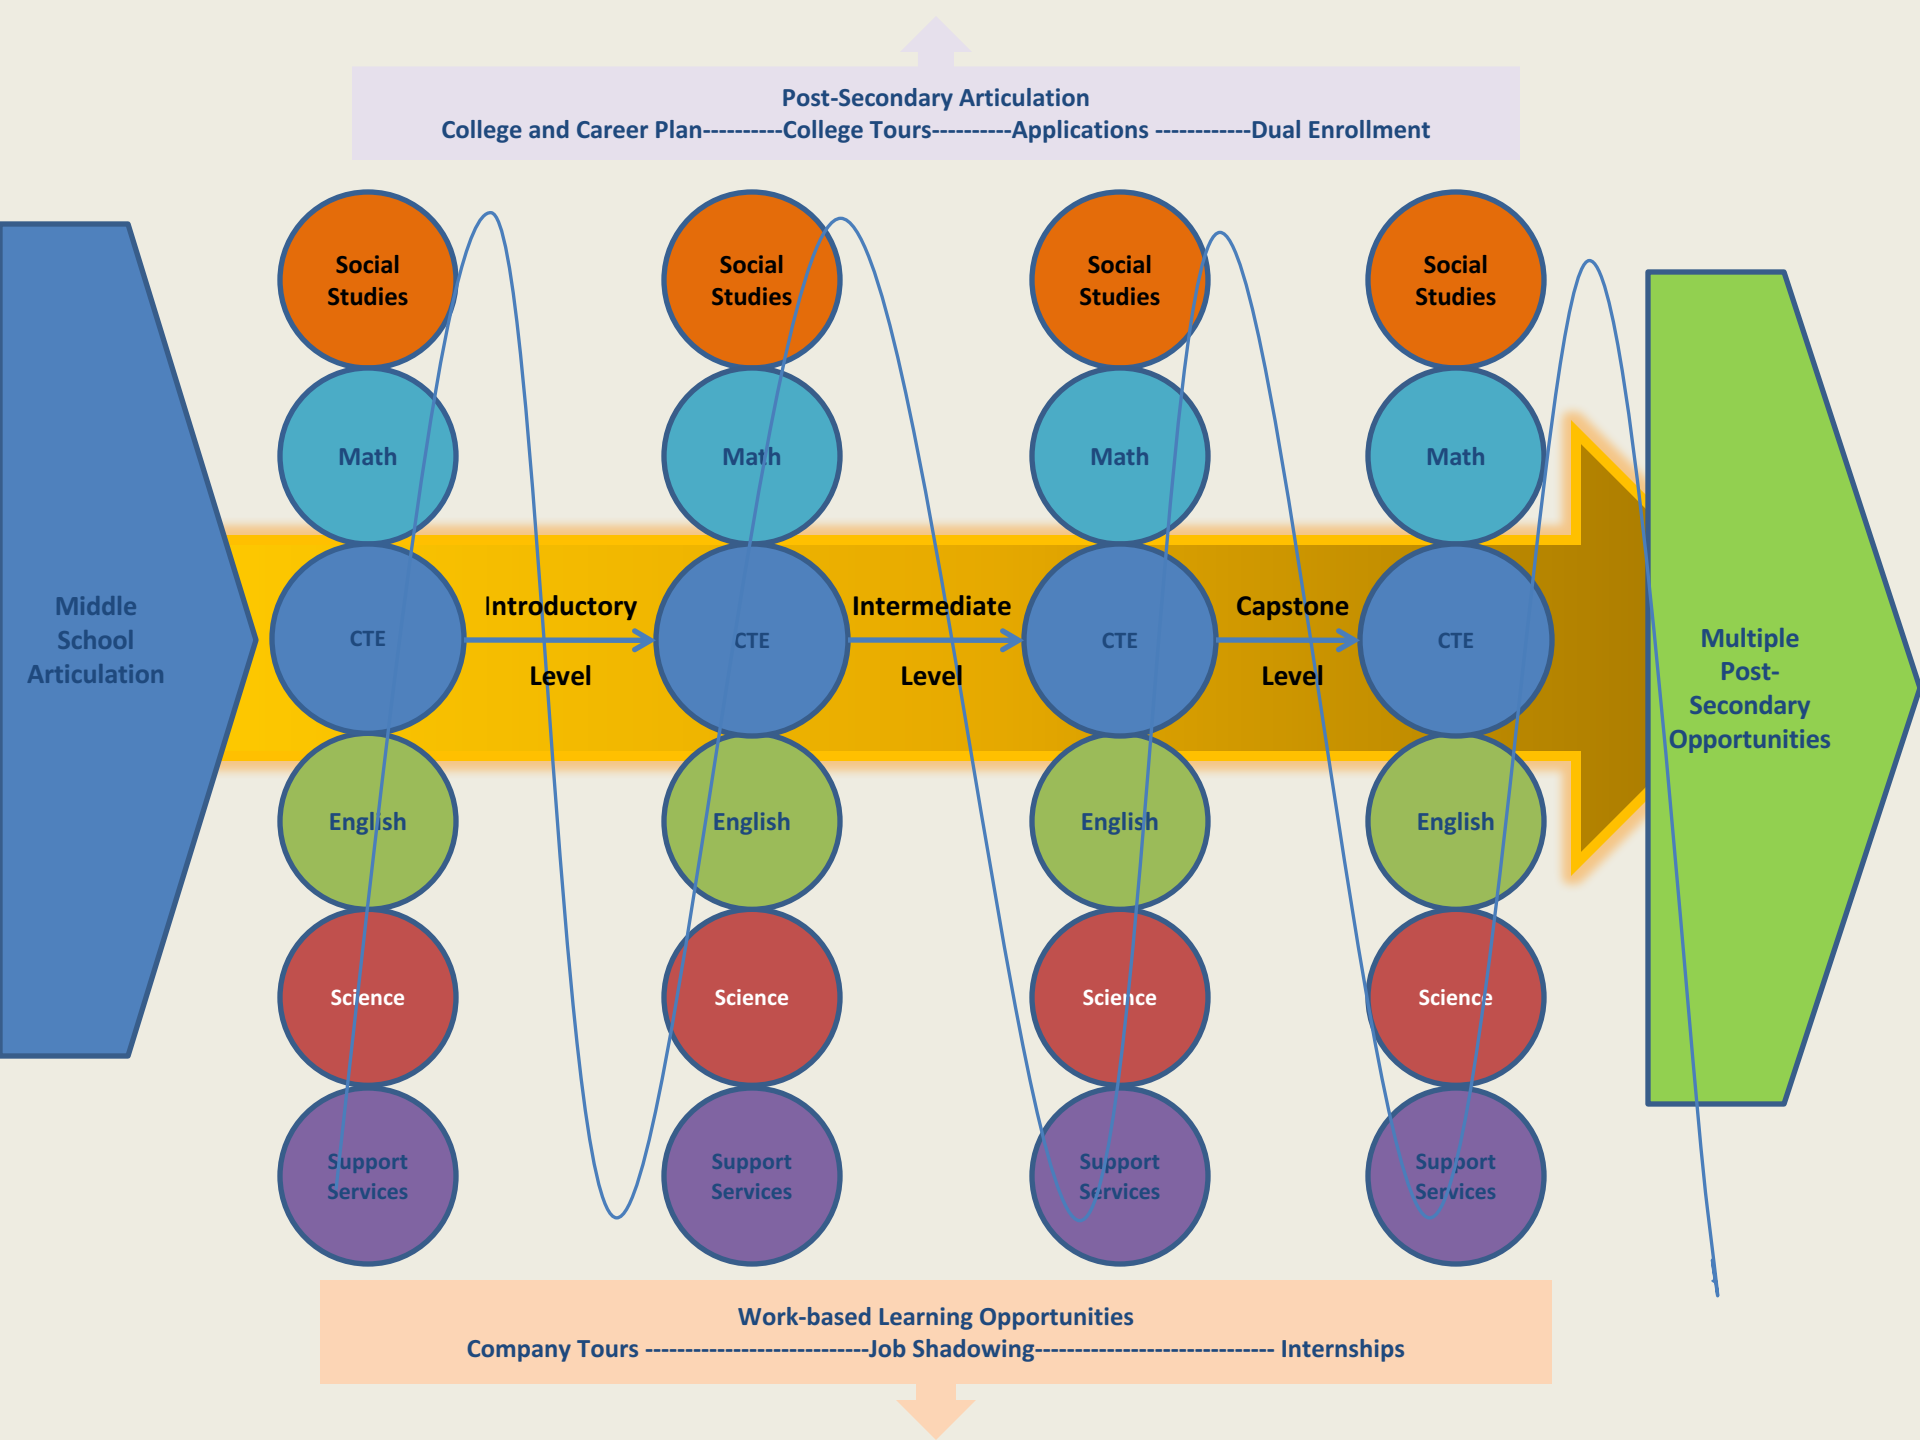 Post-Secondary Articulation
College and Career Plan----------College Tours----------Applications ------------Dual Enrollment
Social
Studies
Social
Studies
Social
Studies
Social
Studies
Math
Math
Math
Math
Middle
School
Articulation
CTE
Introductory
Level
CTE
Intermediate
Level
CTE
Capstone
Level
CTE
Multiple
Post-
Secondary
Opportunities
English
English
English
English
Science
Science
Science
Science
Support
Services
Support
Services
Support
Services
Support
Services
Work-based Learning Opportunities
Company Tours ----------------------------Job Shadowing------------------------------ Internships